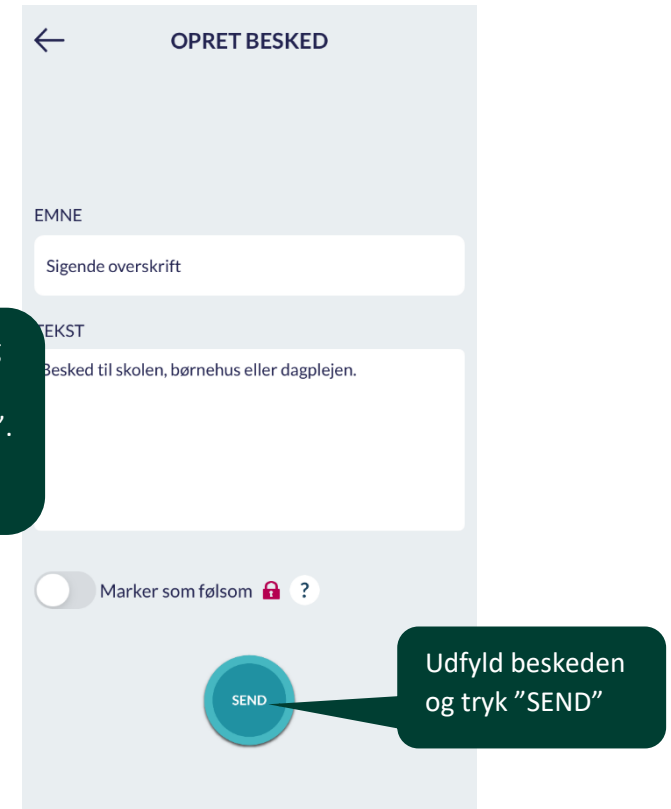 OPRET BESKED
EMNE
Sigende overskrift
TEKST
Besked til skolen, børnehus eller dagplejen.
”.
Marker som følsom ?
SEND
Udfyld beskeden
og tryk ”SEND”